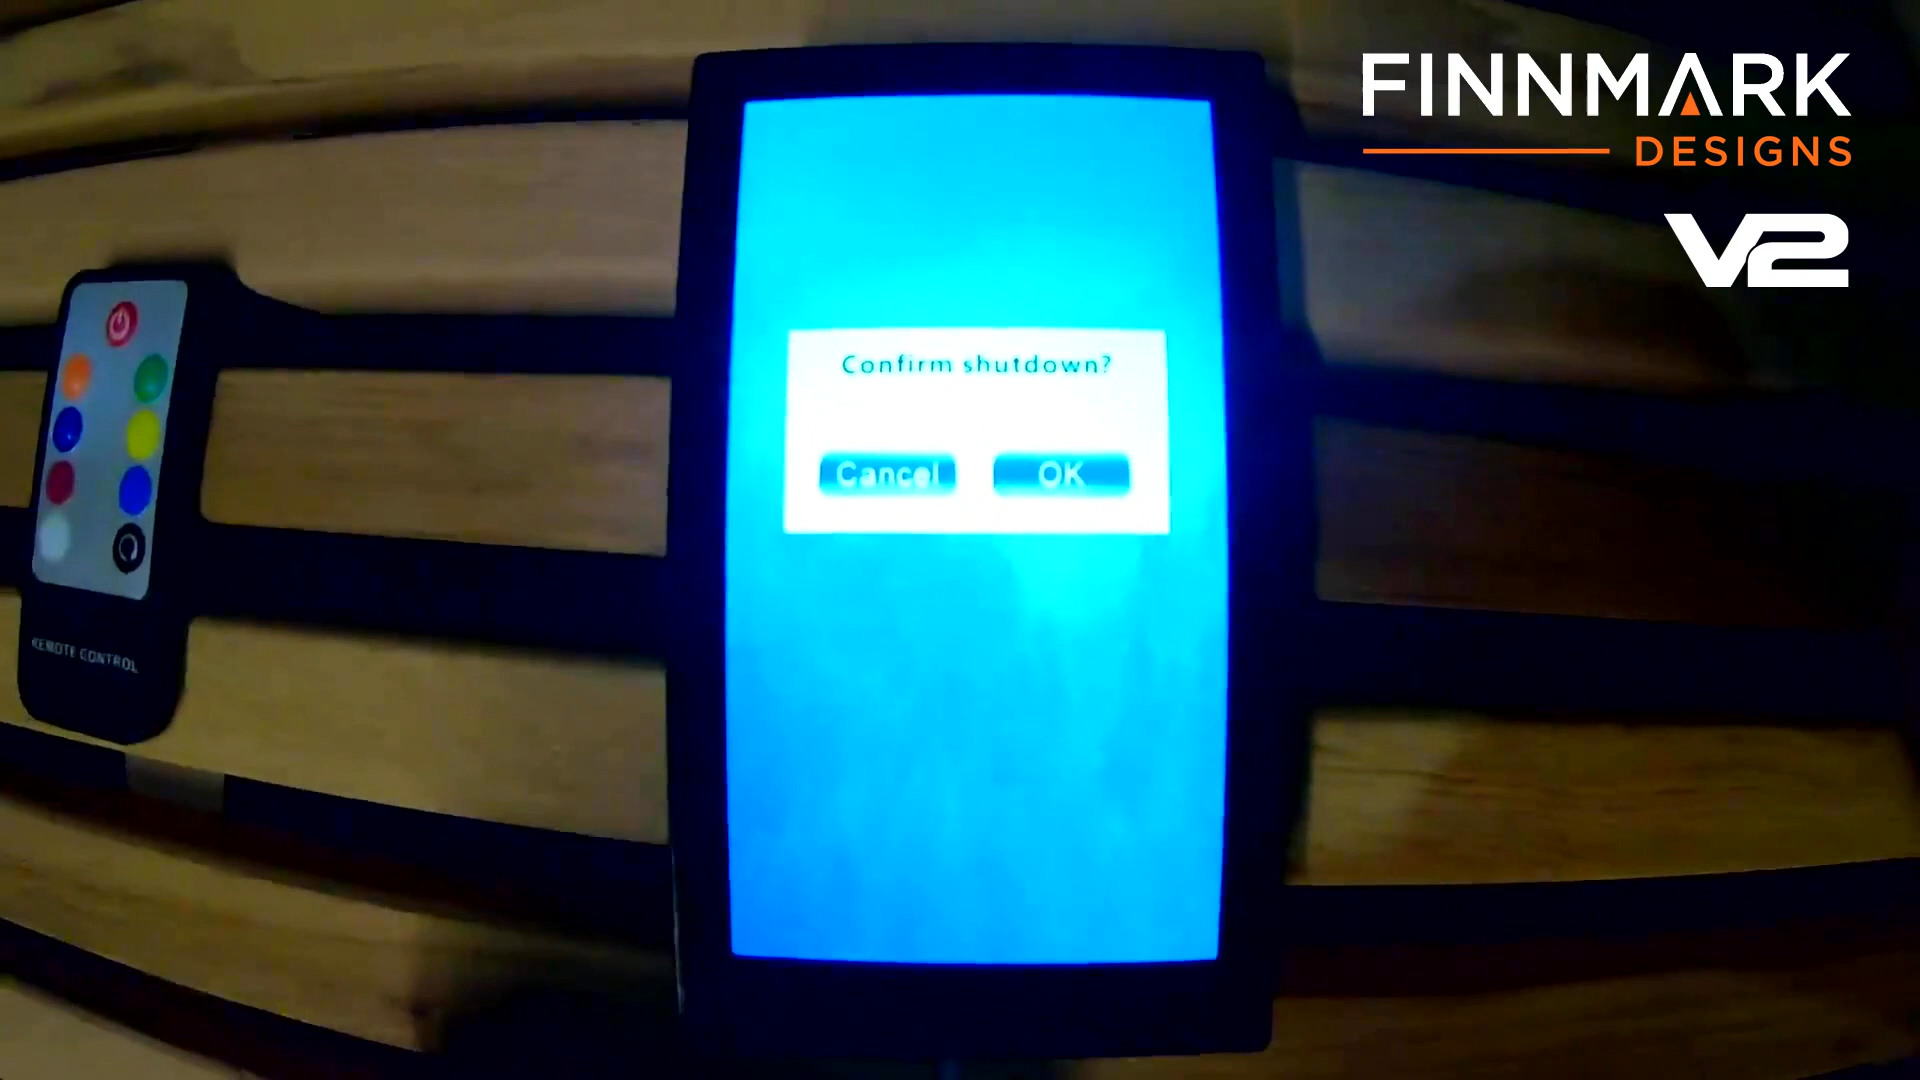 FINNMARK
DESIGNS
V2
Confirm shutdown?
Cancel
OK
REMOTE CONTROL